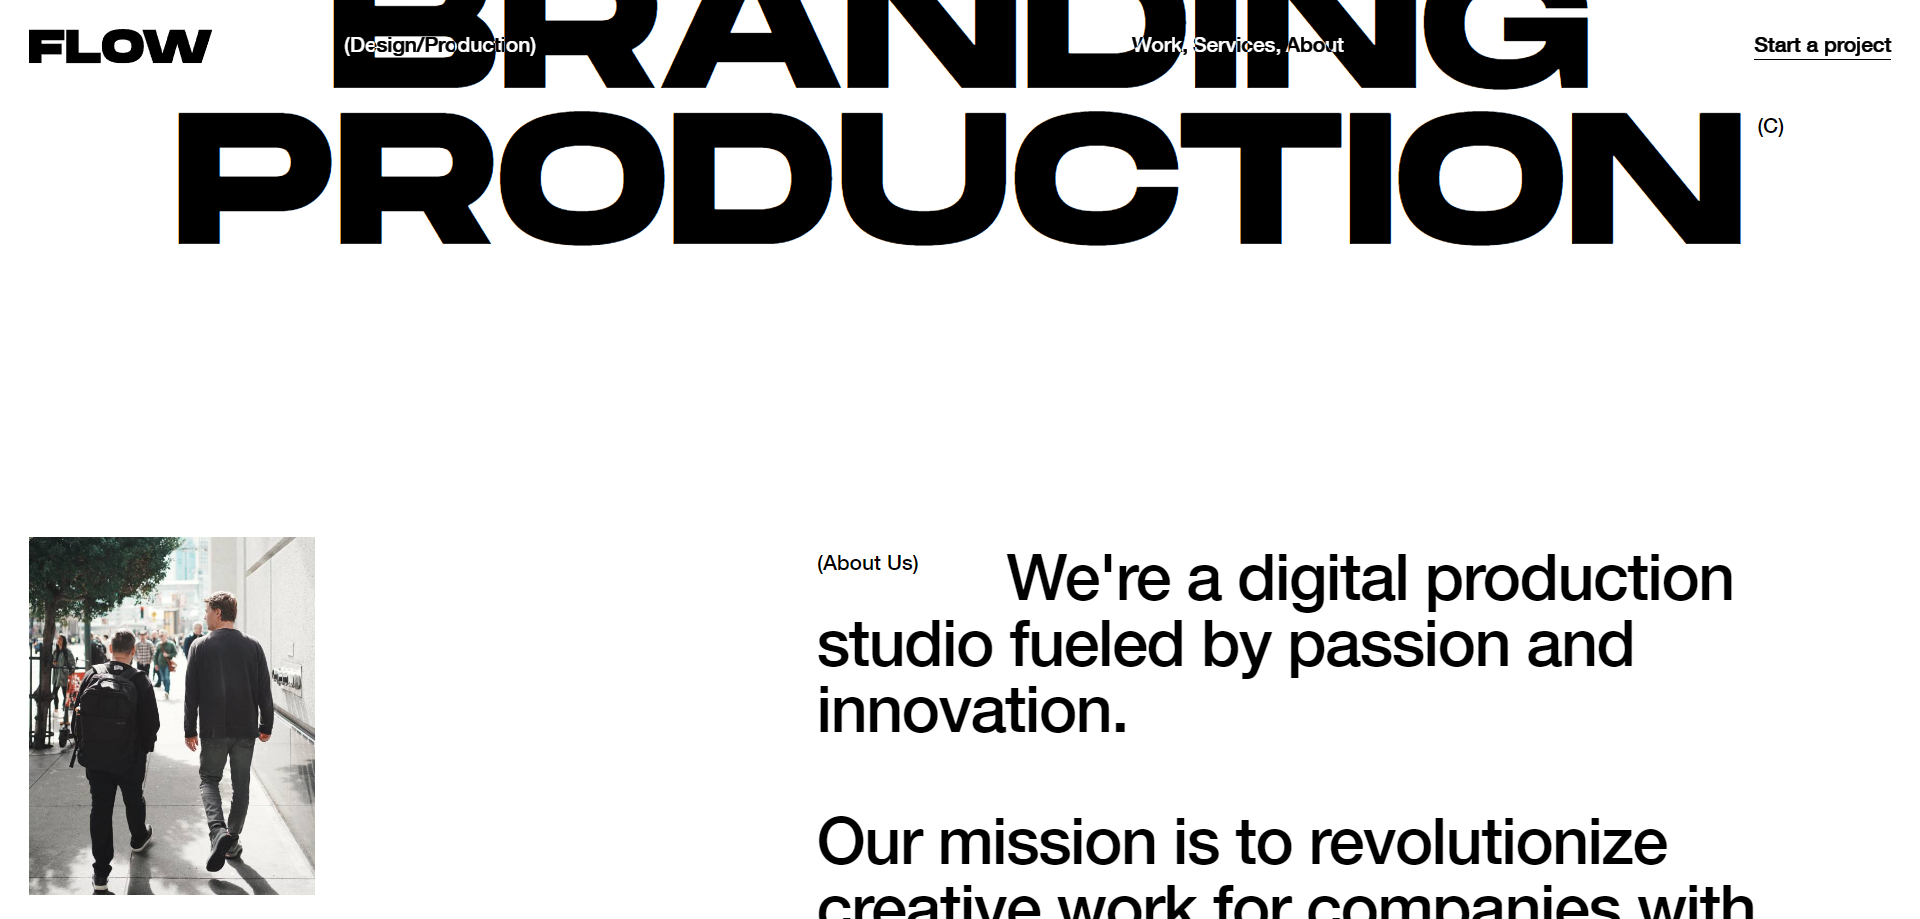 BRANDING
FLOW
(Design/Production)
Work, Services, About
Start a project
PRODUCTION
(C)
(About Us)
We're a digital production
studio fueled by passion and
innovation.
Our mission is to revolutionize
creative work for companies with